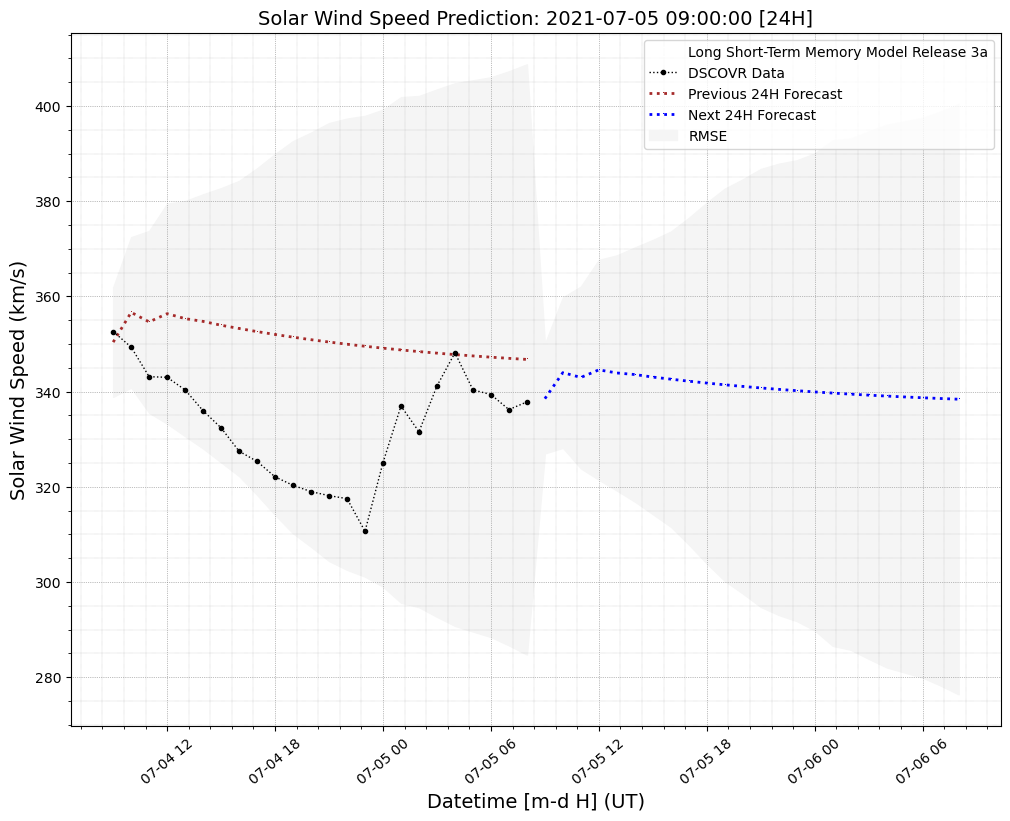 Solar Wind Speed Prediction: 2021-07-05 09:00:00 [24H]
Long Short-Term Memory Model Release 3a
DSCOVR Data
Previous 24H Forecast
Next 24H Forecast
RMSE
Solar Wind Speed (km/s)
400
380
360
340
320
300
280
07-04 12
07-04 18
07-05 00
07-05 06
07-05 12
07-05 18
07-06 00
07-06 06
Datetime [m-d H] (UT)